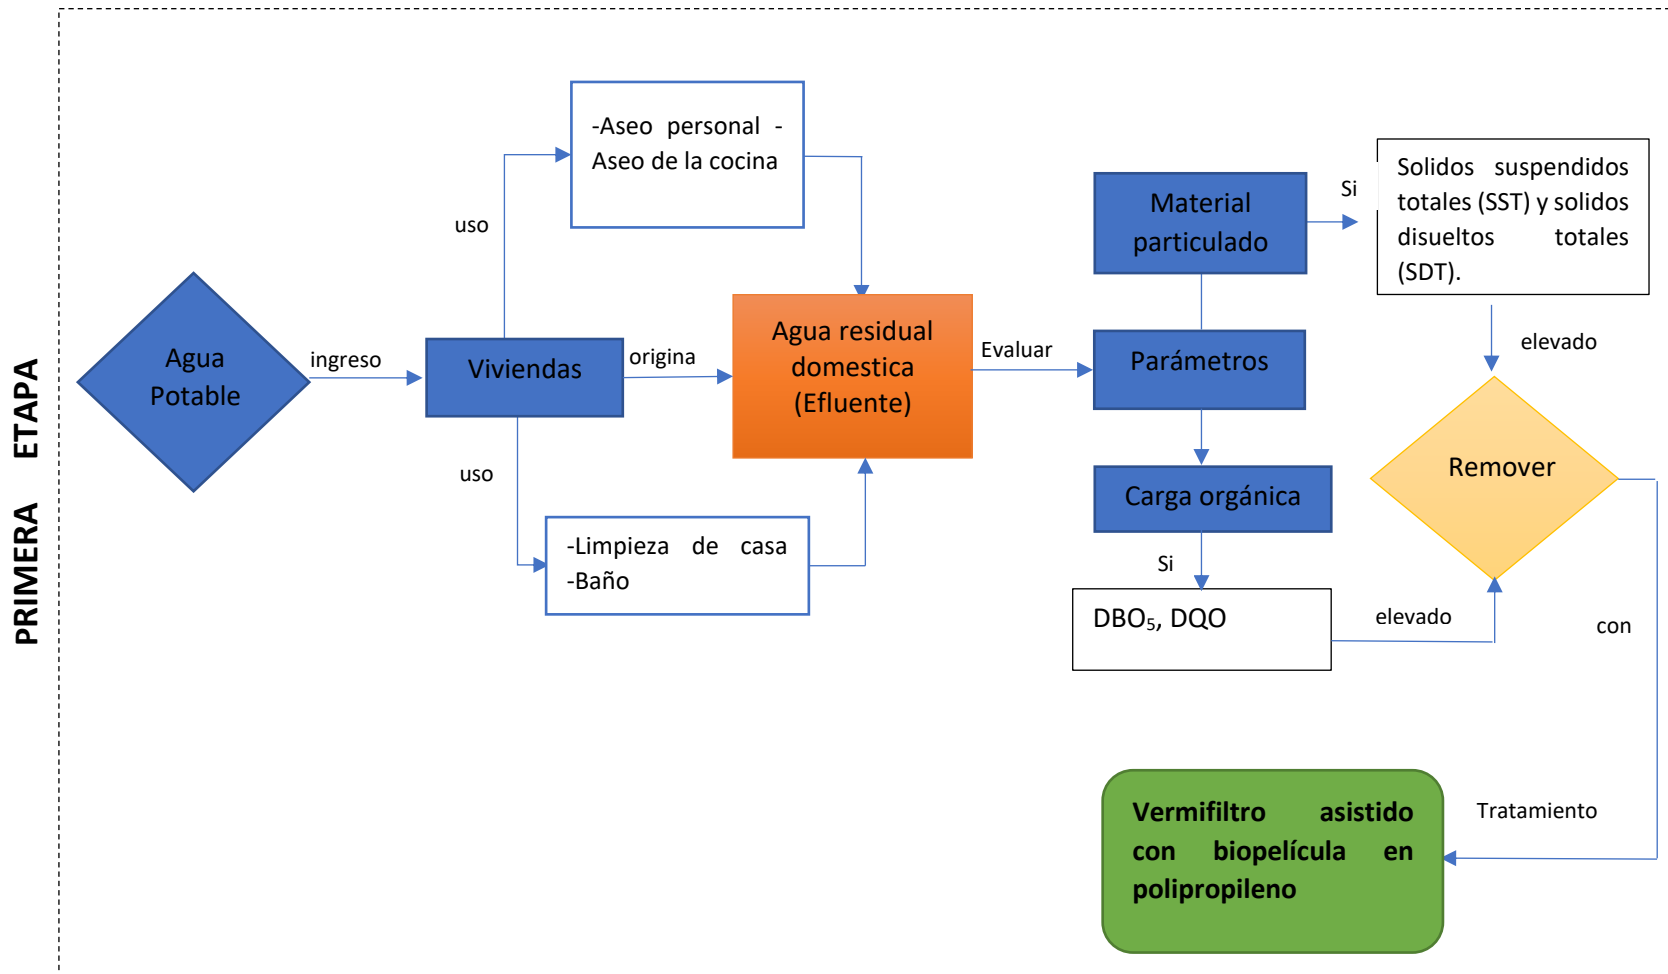 PRIMERA ETAPA
Agua
Potable
ingreso
Viviendas
uso
-Aseo personal -
Aseo de la cocina
origina
uso
-Limpieza de casa
-Baño
Agua residual
domestica
(Efluente)
Evaluar
Material
particulado
Parámetros
Carga orgánica
Si
Solidos suspendidos
totales (SST) y solidos
disueltos totales
(SDT).
elevado
Si
DBO₅, DQO
elevado
Remover
con
Tratamiento
Vermifiltro asistido
con biopelícula en
polipropileno